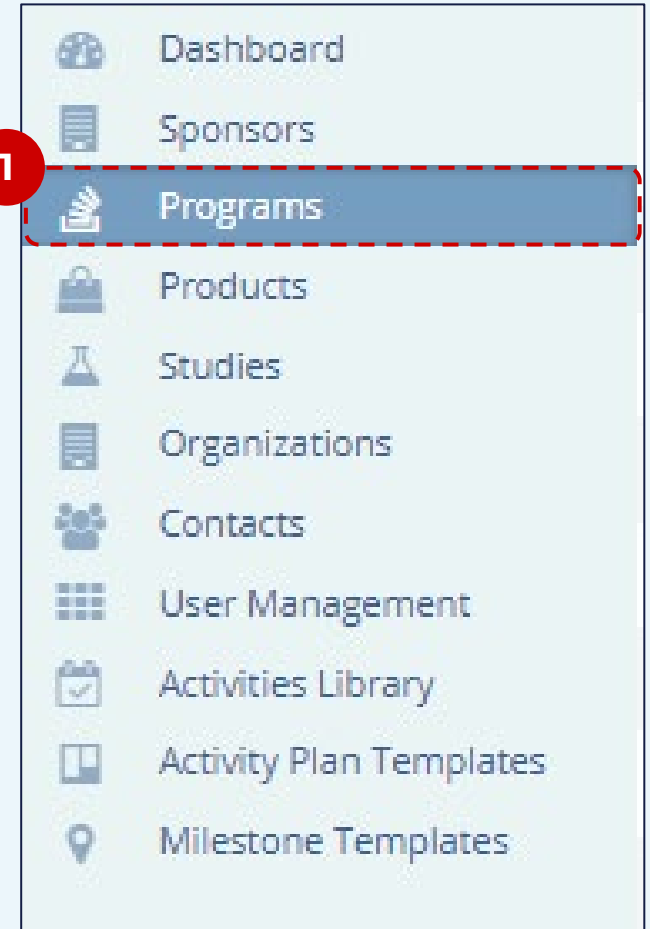 Dashboard
Sponsors
1
Programs
Products
Studies
Organizations
Contacts
User Management
Activities Library
Activity Plan Templates
Milestone Templates